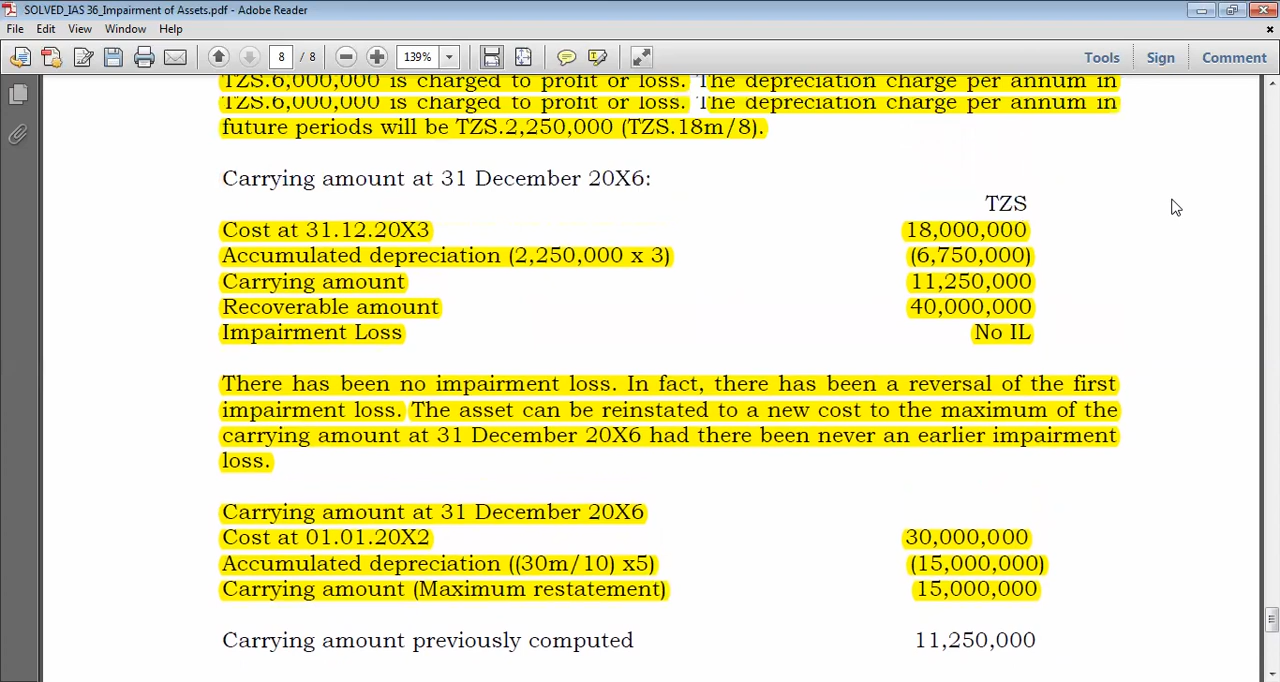 SOLVED_IAS 36_Impairment of Assets.pdf - Adobe Reader
File Edit View Window Help
8 / 8 139% Tools Sign Comment
TZS.6,000,000 is charged to profit or loss. The depreciation charge per annum in
TZS.6,000,000 is charged to profit or loss. The depreciation charge per annum in
future periods will be TZS.2,250,000 (TZS.18m/8).
Carrying amount at 31 December 20X6:
TZS
Cost at 31.12.20X3 18,000,000
Accumulated depreciation (2,250,000 x 3) (6,750,000)
Carrying amount 11,250,000
Recoverable amount 40,000,000
Impairment Loss No IL
There has been no impairment loss. In fact, there has been a reversal of the first
impairment loss. The asset can be reinstated to a new cost to the maximum of the
carrying amount at 31 December 20X6 had there been never an earlier impairment
loss.
Carrying amount at 31 December 20X6
Cost at 01.01.20X2 30,000,000
Accumulated depreciation ((30m/10) x5) (15,000,000)
Carrying amount (Maximum restatement) 15,000,000
Carrying amount previously computed 11,250,000